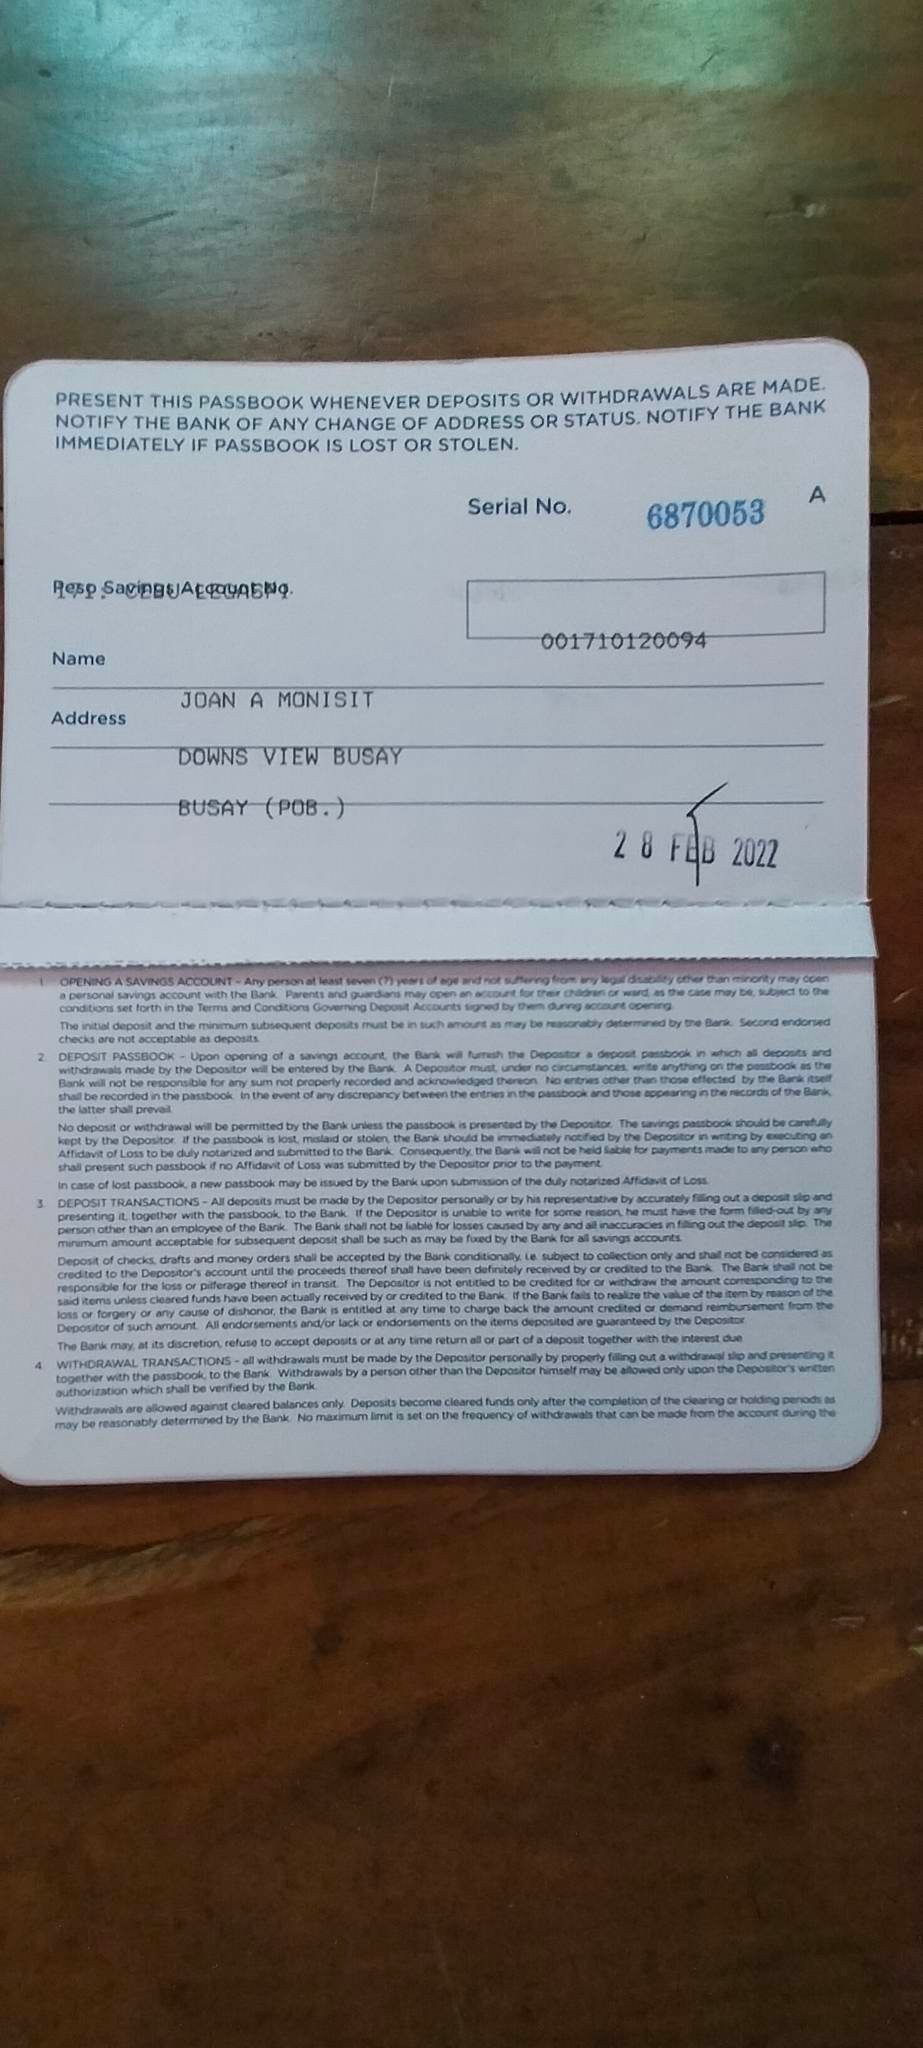 PRESENT THIS PASSBOOK WHENEVER DEPOSITS OR WITHDRAWALS ARE MADE.
NOTIFY THE BANK OF ANY CHANGE OF ADDRESS OR STATUS. NOTIFY THE BANK
IMMEDIATELY IF PASSBOOK IS LOST OR STOLEN.
A
Serial No. 6870053
Peso Savings Account No.
171: CEBU LEGASPI
001710120094
Name
JOAN A MONISIT
Address
DOWNS VIEW BUSAY
BUSAY (POB.)
28 FEB 2022
1. OPENING A SAVINGS ACCOUNT - Any person at least seven (7) years of age and not suffering from any legal disability other than minority may open
a personal savings account with the Bank. Parents and guardians may open an account for their children or ward, as the case may be, subject to the
conditions set forth in the Terms and Conditions Governing Deposit Accounts signed by them during account opening.
The initial deposit and the minimum subsequent deposits must be in such amount as may be reasonably determined by the Bank. Second endorsed
checks are not acceptable as deposits.
2. DEPOSIT PASSBOOK - Upon opening of a savings account, the Bank will furnish the Depositor a deposit passbook in which all deposits and
withdrawals made by the Depositor will be entered by the Bank. A Depositor must, under no circumstances, write anything on the passbook as the
Bank will not be responsible for any sum not properly recorded and acknowledged thereon. No entries other than those effected by the Bank itself
shall be recorded in the passbook. In the event of any discrepancy between the entries in the passbook and those appearing in the records of the Bank,
the latter shall prevail.
No deposit or withdrawal will be permitted by the Bank unless the passbook is presented by the Depositor. The savings passbook should be carefully
kept by the Depositor. If the passbook is lost, mislaid or stolen, the Bank should be immediately notified by the Depositor in writing by executing an
Affidavit of Loss to be duly notarized and submitted to the Bank. Consequently, the Bank will not be held liable for payments made to any person who
shall present such passbook if no Affidavit of Loss was submitted by the Depositor prior to the payment.
In case of lost passbook, a new passbook may be issued by the Bank upon submission of the duly notarized Affidavit of Loss.
3. DEPOSIT TRANSACTIONS - All deposits must be made by the Depositor personally or by his representative by accurately filling out a deposit slip and
presenting it, together with the passbook, to the Bank. If the Depositor is unable to write for some reason, he must have the form filled-out by any
person other than an employee of the Bank. The Bank shall not be liable for losses caused by any and all inaccuracies in filling out the deposit slip. The
minimum amount acceptable for subsequent deposit shall be such as may be fixed by the Bank for all savings accounts.
Deposit of checks, drafts and money orders shall be accepted by the Bank conditionally, i.e. subject to collection only and shall not be considered as
credited to the Depositor's account until the proceeds thereof shall have been definitely received by or credited to the Bank. The Bank shall not be
responsible for the loss or pilferage thereof in transit. The Depositor is not entitled to be credited for or withdraw the amount corresponding to the
said items unless cleared funds have been actually received by or credited to the Bank. If the Bank fails to realize the value of the item by reason of the
loss or forgery or any cause of dishonor, the Bank is entitled at any time to charge back the amount credited or demand reimbursement from the
Depositor of such amount. All endorsements and/or lack or endorsements on the items deposited are guaranteed by the Depositor.
The Bank may, at its discretion, refuse to accept deposits or at any time return all or part of a deposit together with the interest due.
4. WITHDRAWAL TRANSACTIONS - all withdrawals must be made by the Depositor personally by properly filling out a withdrawal slip and presenting it
together with the passbook, to the Bank. Withdrawals by a person other than the Depositor himself may be allowed only upon the Depositor's written
authorization which shall be verified by the Bank.
Withdrawals are allowed against cleared balances only. Deposits become cleared funds only after the completion of the clearing or holding periods as
may be reasonably determined by the Bank. No maximum limit is set on the frequency of withdrawals that can be made from the account during the